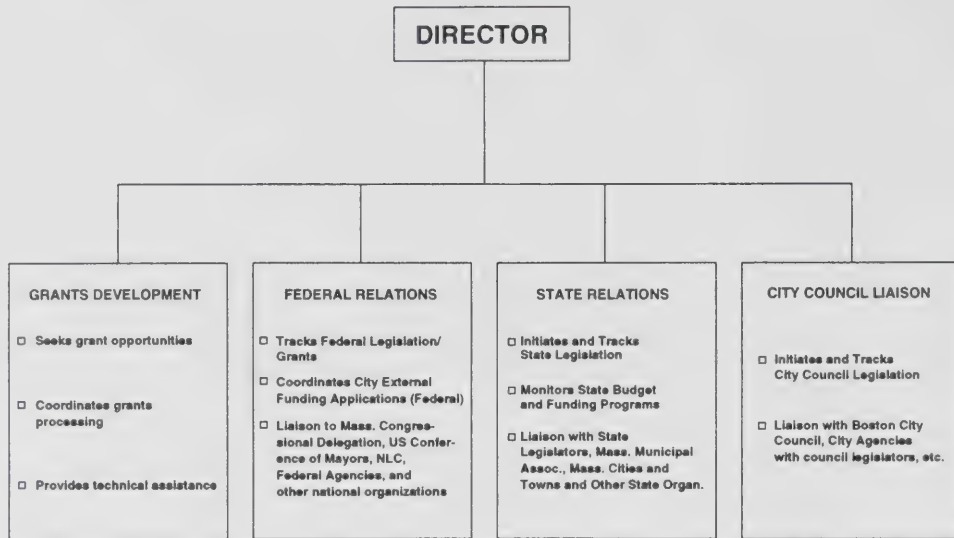 DIRECTOR
GRANTS DEVELOPMENT
□ Seeks grant opportunities
□ Coordinates grants
processing
□ Provides technical assistance
FEDERAL RELATIONS
□ Tracks Federal Legislation/
Grants
□ Coordinates City External
Funding Applications (Federal)
□ Liaison to Mass. Congres-
sional Delegation, US Confer-
ence of Mayors, NLC,
Federal Agencies, and
other national organizations
STATE RELATIONS
□ Initiates and Tracks
State Legislation
□ Monitors State Budget
and Funding Programs
□ Liaison with State
Legislators, Mass. Municipal
Assoc., Mass. Cities and
Towns and Other State Organ.
CITY COUNCIL LIAISON
□ Initiates and Tracks
City Council Legislation
□ Liaison with Boston City
Council, City Agencies
with council legislators, etc.